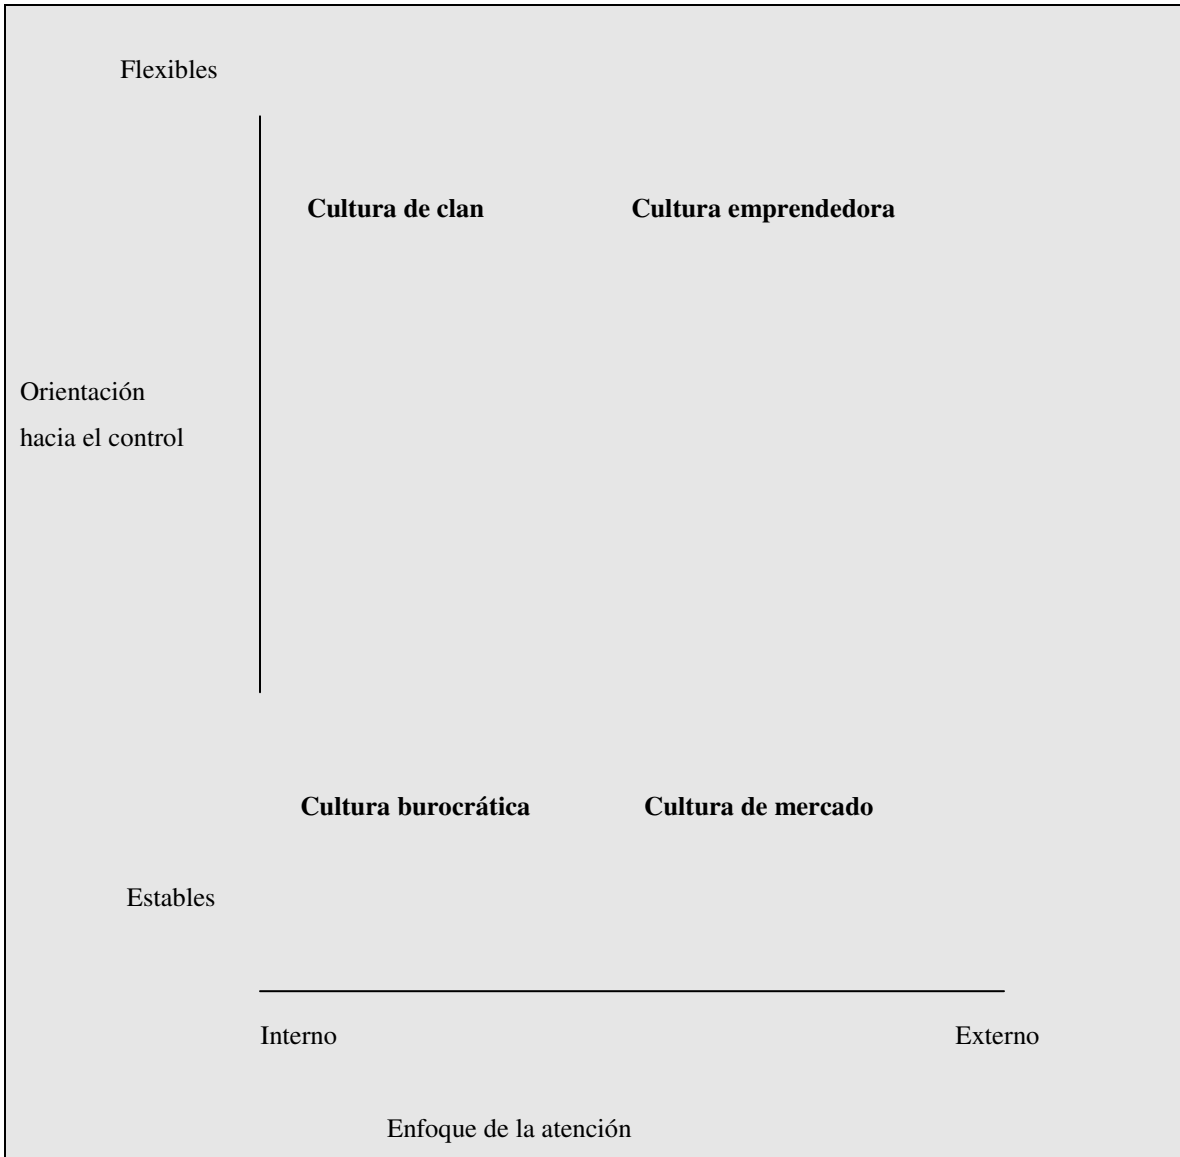 Flexibles
Cultura de clan Cultura emprendedora
Orientación
hacia el control
Cultura burocrática Cultura de mercado
Estables
Interno Externo
Enfoque de la atención